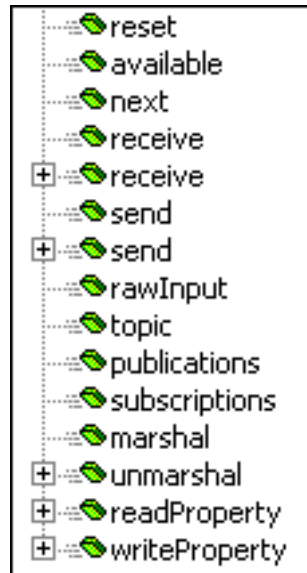 reset
available
next
receive
receive
send
send
rawInput
topic
publications
subscriptions
marshal
unmarshal
readProperty
writeProperty